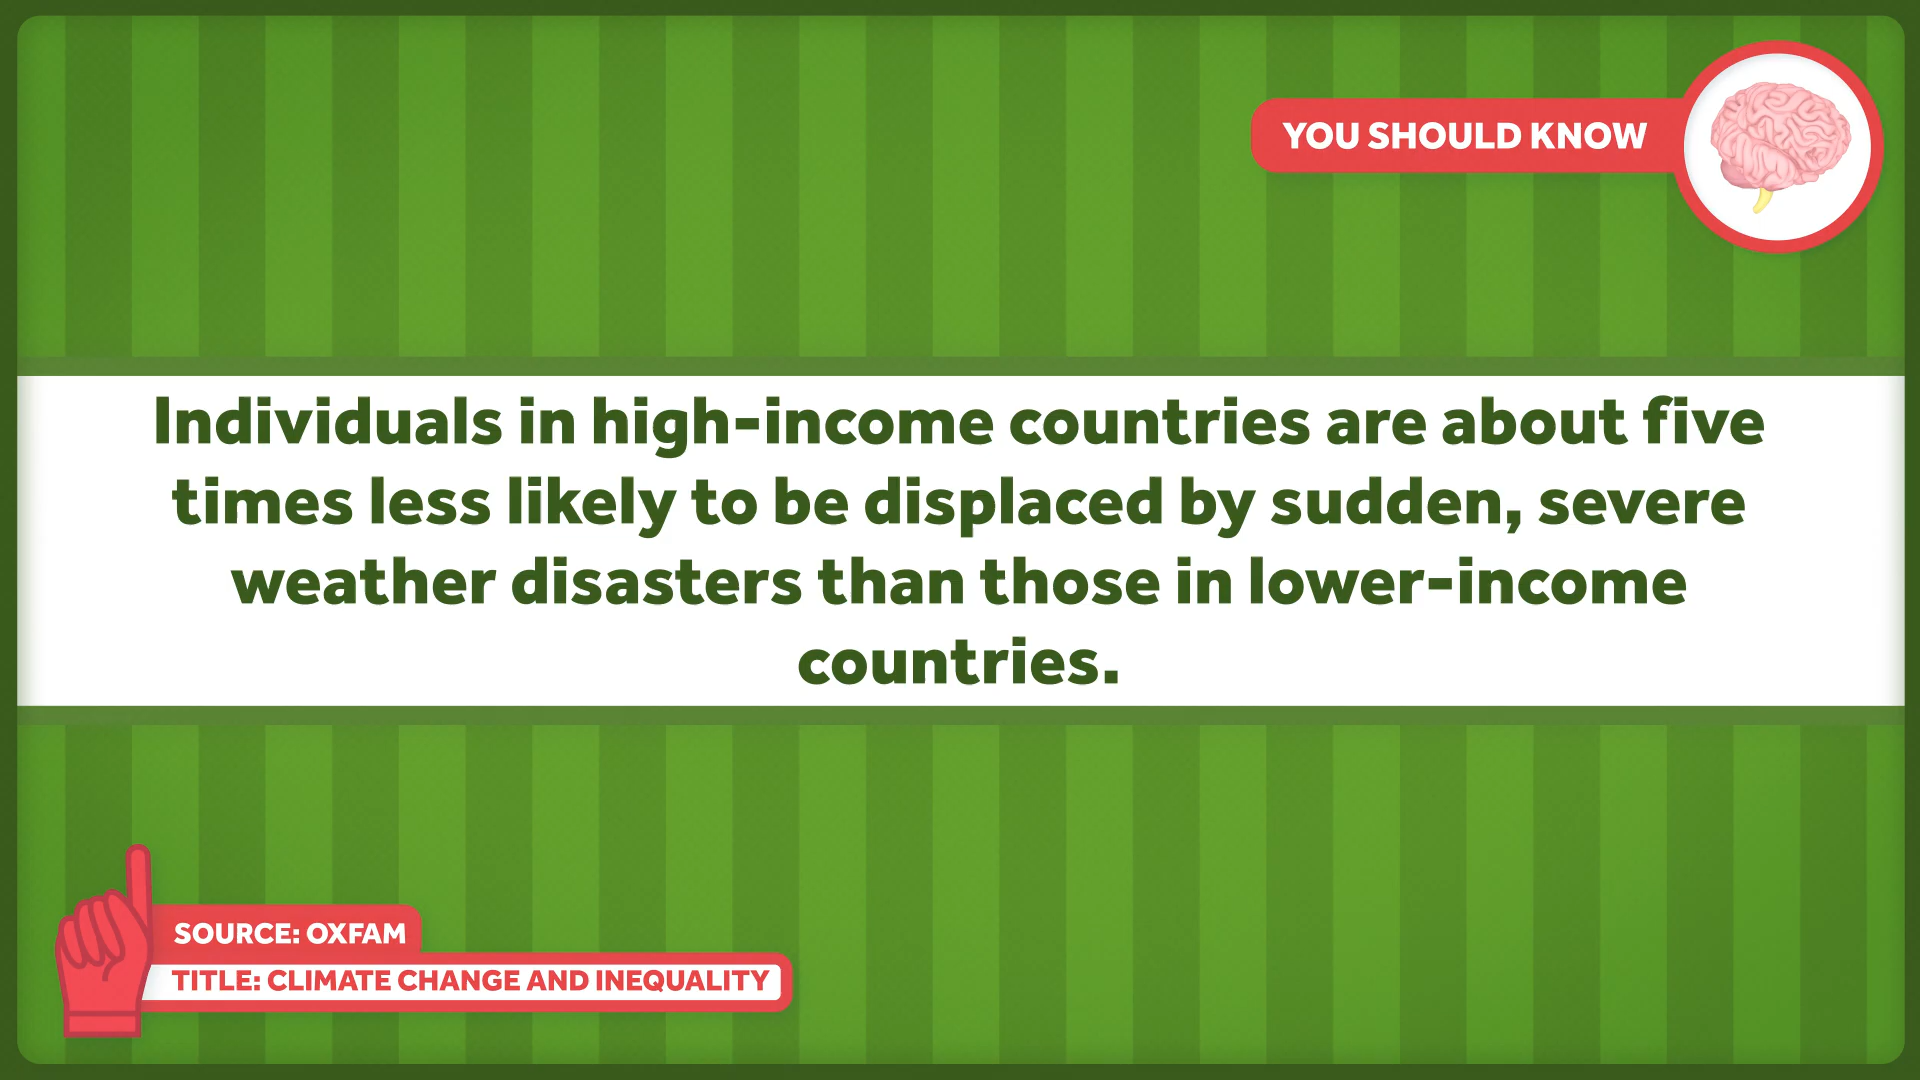 YOU SHOULD KNOW
Individuals in high-income countries are about five
times less likely to be displaced by sudden, severe
weather disasters than those in lower-income
countries.
SOURCE: OXFAM
TITLE: CLIMATE CHANGE AND INEQUALITY